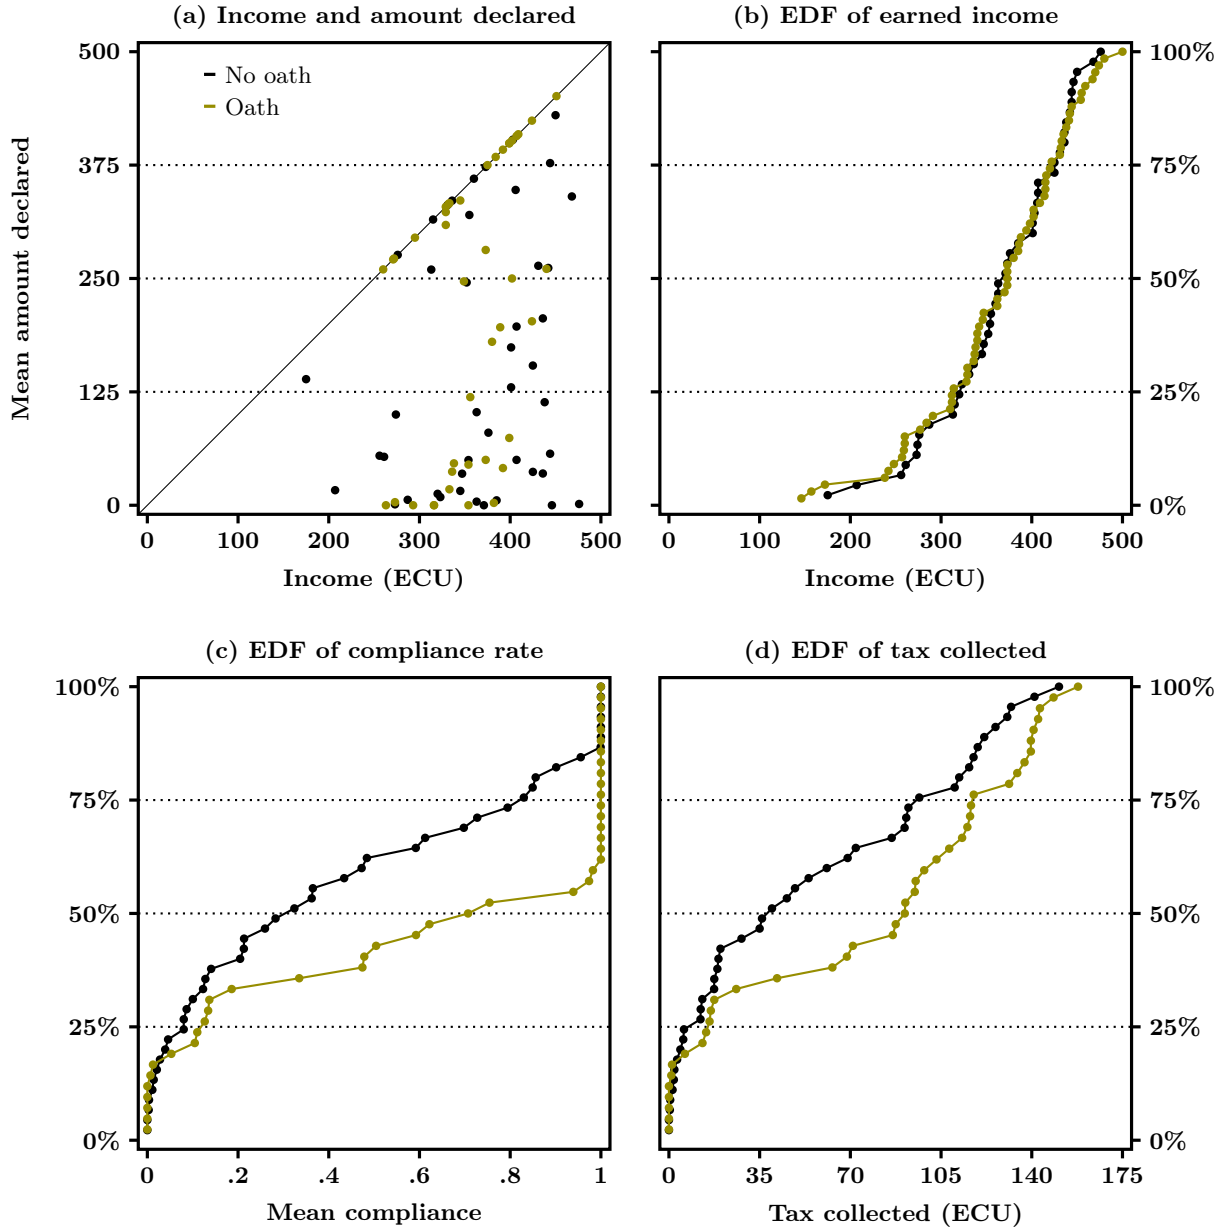 (a) Income and amount declared
(b) EDF of earned income
500
375
250
125
0
Mean amount declared
No oath
Oath
0 100 200 300 400 500
Income (ECU)
100%
75%
50%
25%
0%
0 100 200 300 400 500
Income (ECU)
(c) EDF of compliance rate
(d) EDF of tax collected
100%
75%
50%
25%
0%
0 .2 .4 .6 .8 1
Mean compliance
100%
75%
50%
25%
0%
0 35 70 105 140 175
Tax collected (ECU)